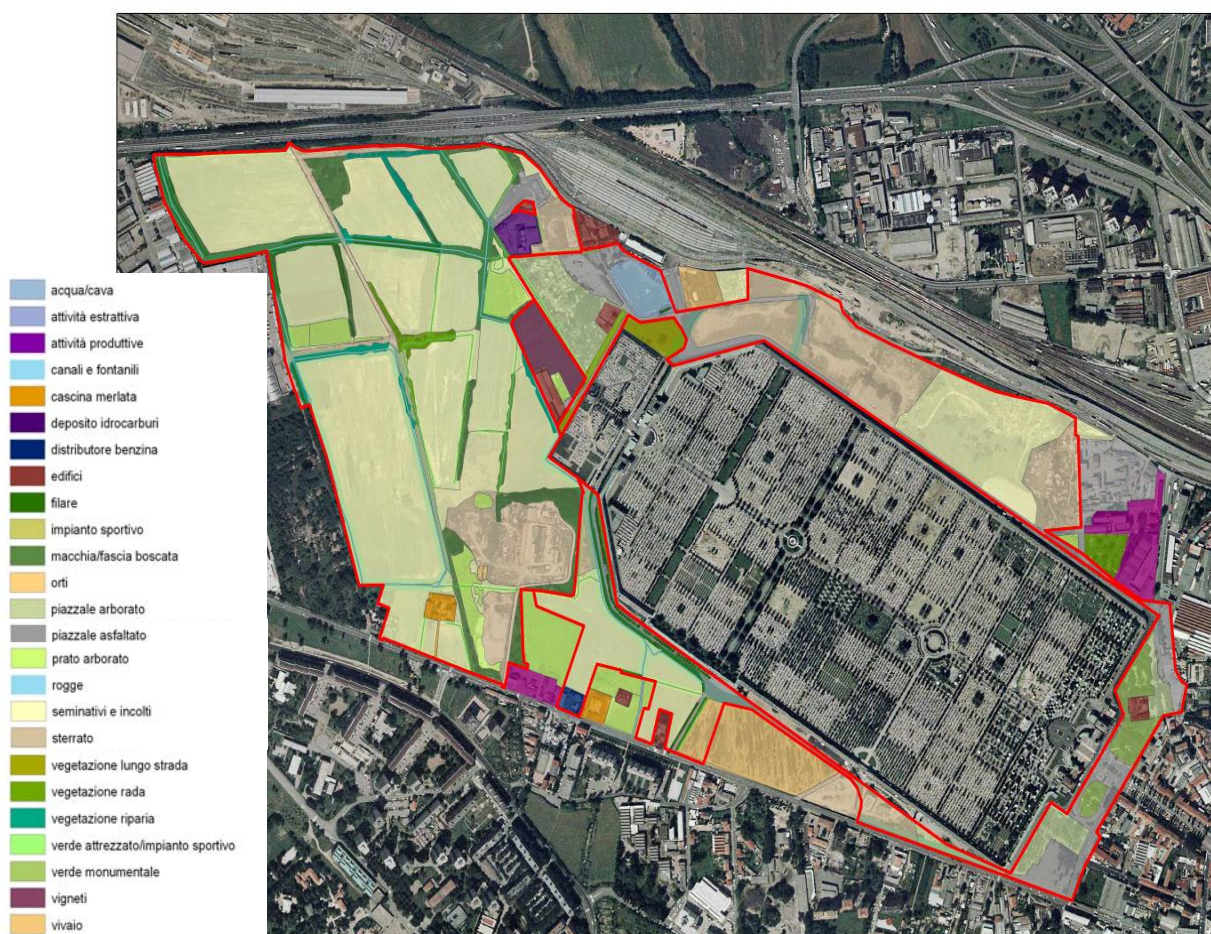 acqua/cava
attività estrattiva
attività produttive
canali e fontanili
cascina merlata
deposito idrocarburi
distributore benzina
edifici
filare
impianto sportivo
macchia/fascia boscata
orti
piazzale arborato
piazzale asfaltato
prato arborato
rogge
seminativi e incolti
sterrato
vegetazione lungo strada
vegetazione rada
vegetazione riparia
verde attrezzato/impianto sportivo
verde monumentale
vigneti
vivaio